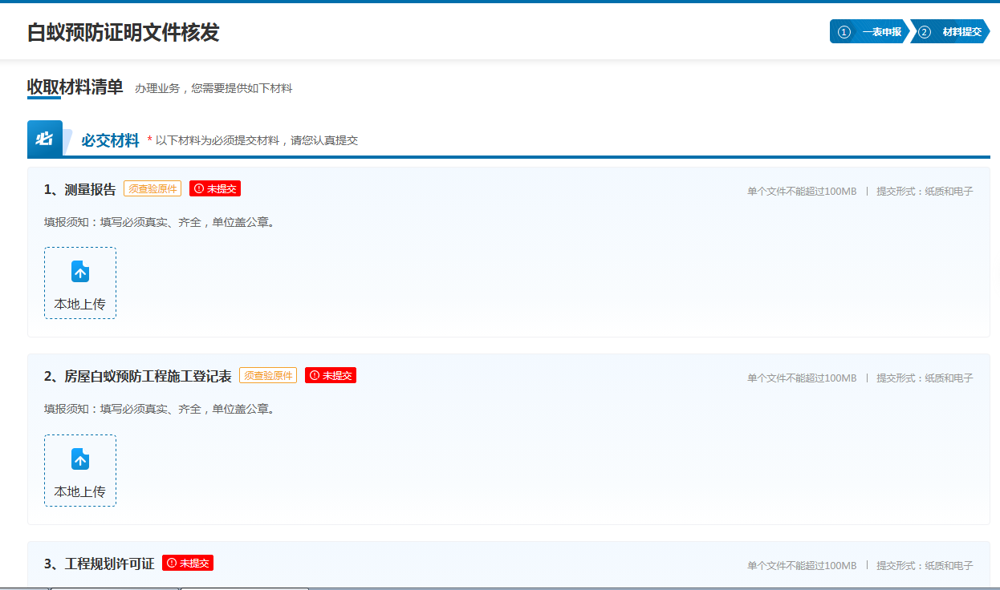 白蚁预防证明文件核发
① 一表申报 ② 材料提交
收取材料清单 办理业务，您需要提供如下材料
必 必交材料 * 以下材料为必须提交材料，请您认真提交
1、测量报告 须查验原件 未提交 单个文件不能超过100MB | 提交形式：纸质和电子
填报须知：填写必须真实、齐全，单位盖公章。
本地上传
2、房屋白蚁预防工程施工登记表 须查验原件 未提交 单个文件不能超过100MB | 提交形式：纸质和电子
填报须知：填写必须真实、齐全，单位盖公章。
本地上传
3、工程规划许可证 未提交 单个文件不能超过100MB | 提交形式：纸质和电子